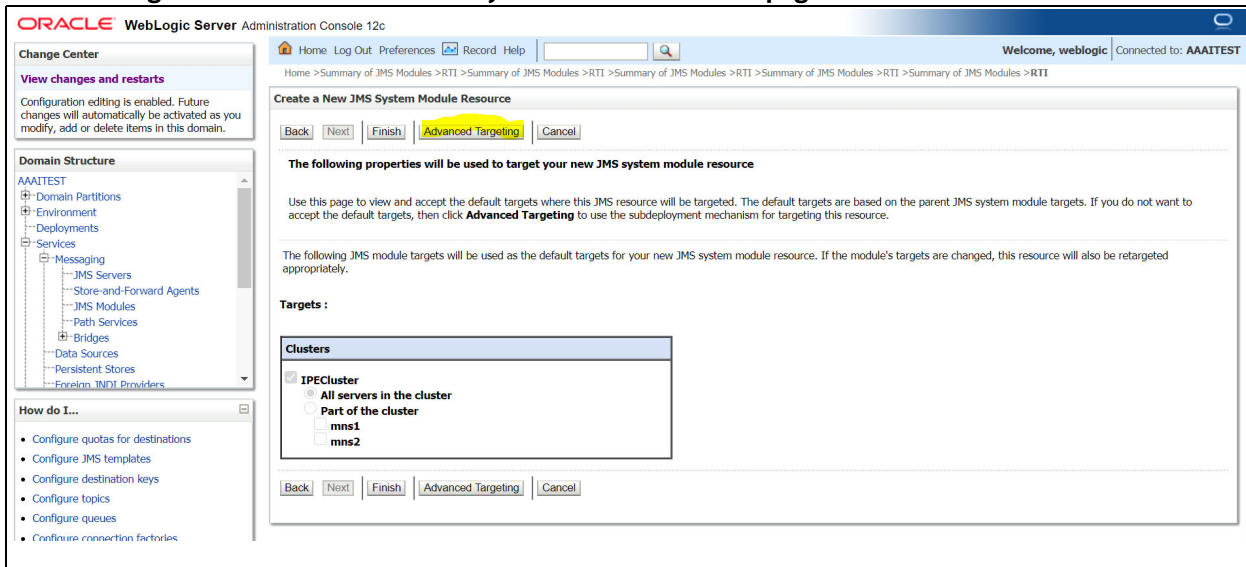 ORACLE WebLogic Server Administration Console 12c
Change Center
View changes and restarts
Configuration editing is enabled. Future
changes will automatically be activated as you
modify, add or delete items in this domain.
Domain Structure
AAAITEST
Domain Partitions
Environment
Deployments
Services
Messaging
JMS Servers
Store-and-Forward Agents
JMS Modules
Path Services
Bridges
Data Sources
Persistent Stores
Foreign JNDI Providers
How do I...
Configure quotas for destinations
Configure JMS templates
Configure destination keys
Configure topics
Configure queues
Configure connection factories
Home Log Out Preferences Record Help
Welcome, weblogic Connected to: AAAITEST
Home >Summary of JMS Modules >RTI >Summary of JMS Modules >RTI >Summary of JMS Modules >RTI >Summary of JMS Modules >RTI >Summary of JMS Modules >RTI
Create a New JMS System Module Resource
Back Next Finish Advanced Targeting Cancel
The following properties will be used to target your new JMS system module resource
Use this page to view and accept the default targets where this JMS resource will be targeted. The default targets are based on the parent JMS system module targets. If you do not want to
accept the default targets, then click Advanced Targeting to use the subdeployment mechanism for targeting this resource.
The following JMS module targets will be used as the default targets for your new JMS system module resource. If the module's targets are changed, this resource will also be retargeted
appropriately.
Targets :
Clusters
IPECluster
All servers in the cluster
Part of the cluster
mns1
mns2
Back Next Finish Advanced Targeting Cancel